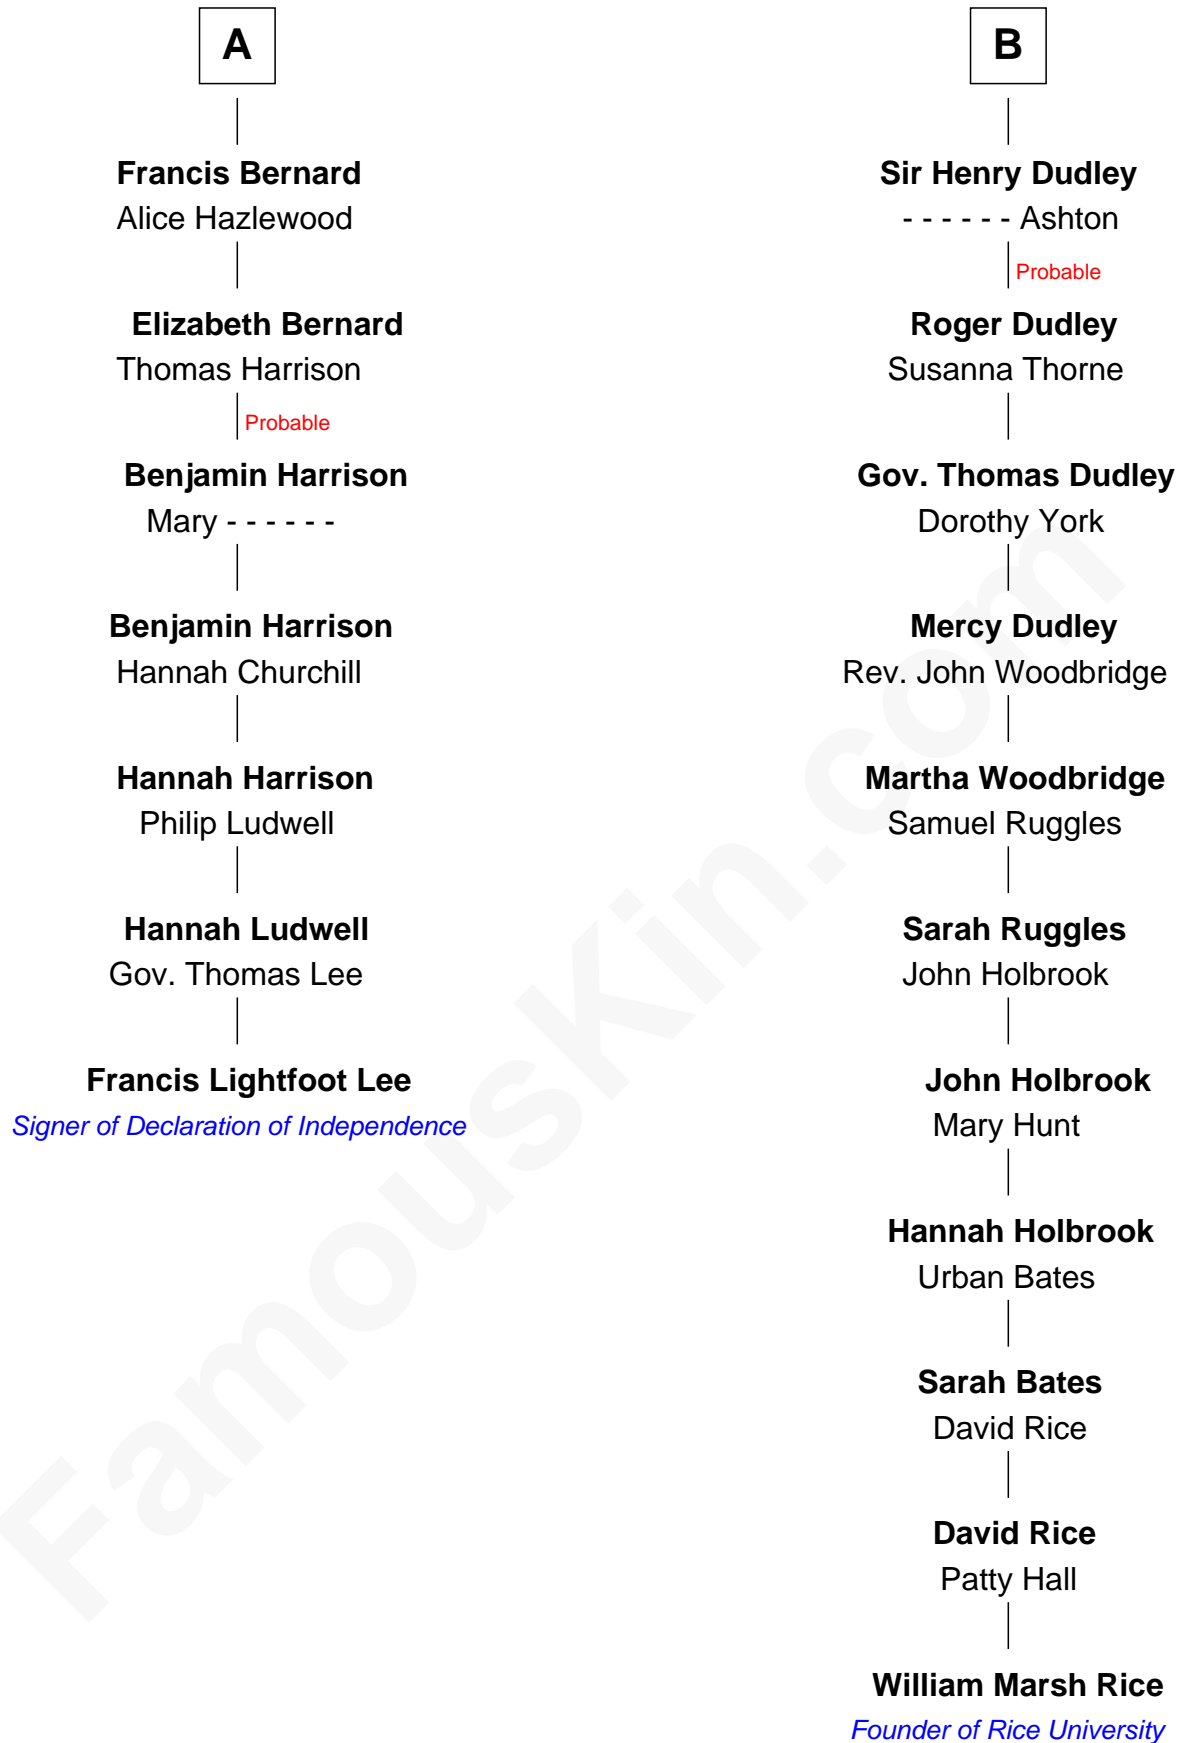 A
Francis Bernard
Alice Hazlewood
Elizabeth Bernard
Thomas Harrison
Probable
Benjamin Harrison
Mary - - - - - -
Benjamin Harrison
Hannah Churchill
Hannah Harrison
Philip Ludwell
Hannah Ludwell
Gov. Thomas Lee
Francis Lightfoot Lee
Signer of Declaration of Independence
B
Sir Henry Dudley
- - - - - - Ashton
Probable
Roger Dudley
Susanna Thorne
Gov. Thomas Dudley
Dorothy York
Mercy Dudley
Rev. John Woodbridge
Martha Woodbridge
Samuel Ruggles
Sarah Ruggles
John Holbrook
John Holbrook
Mary Hunt
Hannah Holbrook
Urban Bates
Sarah Bates
David Rice
David Rice
Patty Hall
William Marsh Rice
Founder of Rice University
FamousKin.com